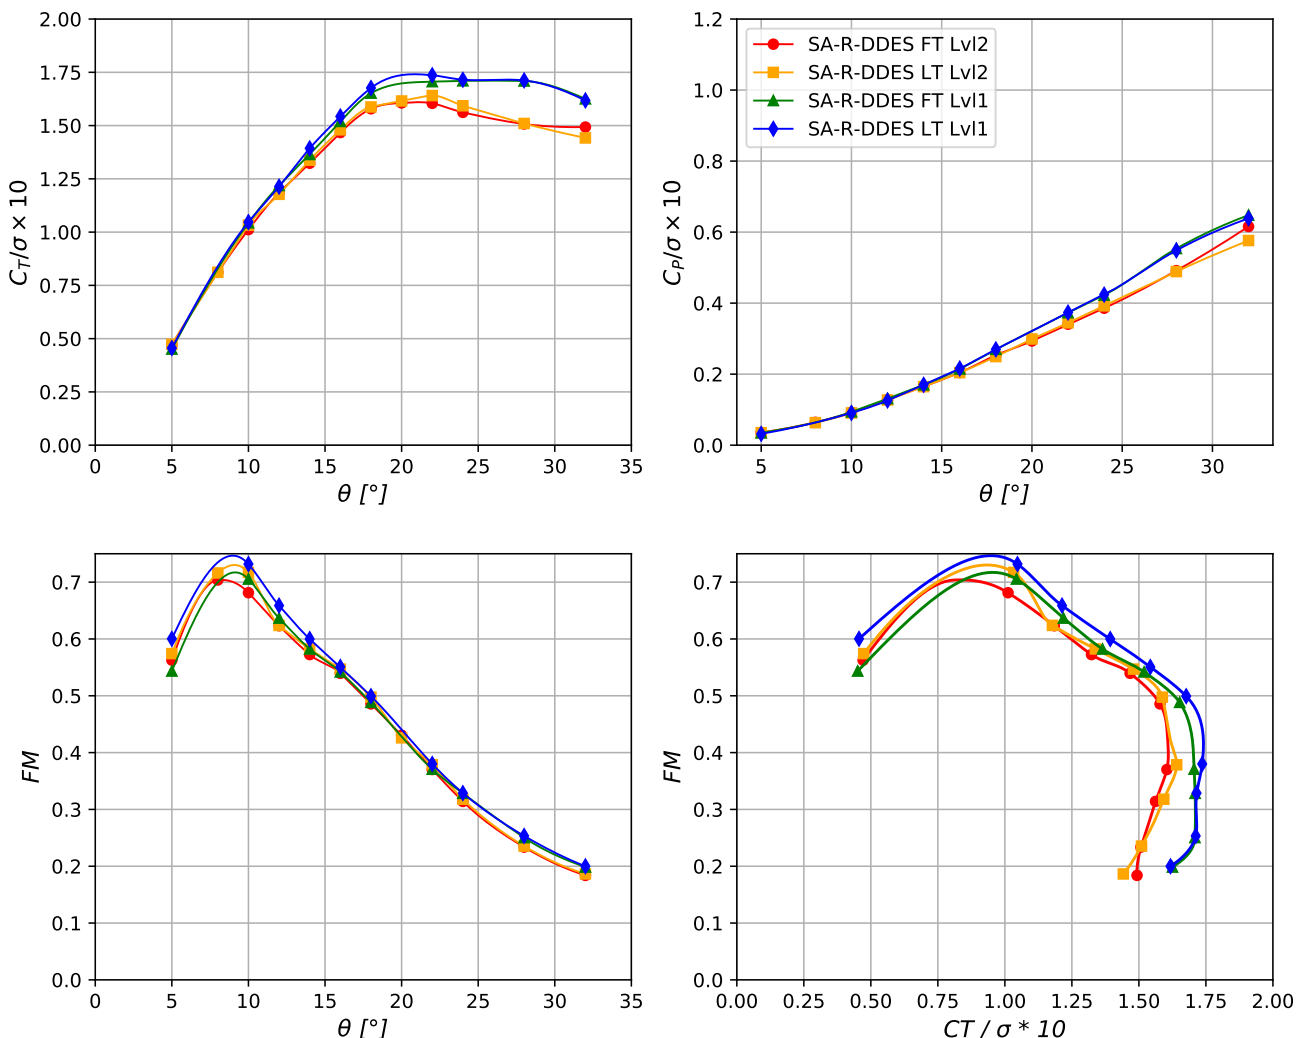 2.00
1.75
1.50
1.25
1.00
0.75
0.50
0.25
0.00
C_T/σ × 10
0 5 10 15 20 25 30 35
θ [°]
1.2
1.0
0.8
0.6
0.4
0.2
0.0
C_P/σ × 10
SA-R-DDES FT Lvl2
SA-R-DDES LT Lvl2
SA-R-DDES FT Lvl1
SA-R-DDES LT Lvl1
5 10 15 20 25 30
θ [°]
0.7
0.6
0.5
0.4
0.3
0.2
0.1
0.0
FM
0 5 10 15 20 25 30 35
θ [°]
0.7
0.6
0.5
0.4
0.3
0.2
0.1
0.0
FM
0.00 0.25 0.50 0.75 1.00 1.25 1.50 1.75 2.00
CT / σ * 10